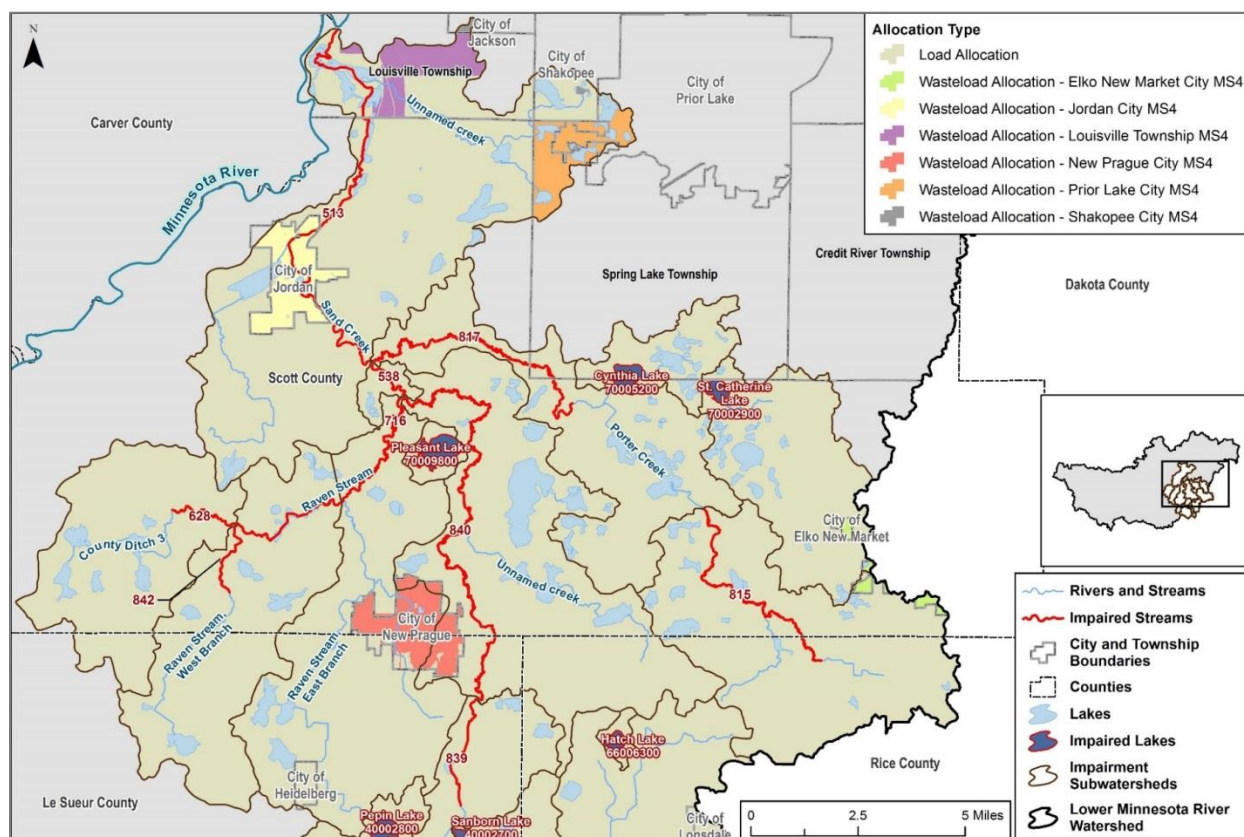 N
City of
Jackson
Louisville Township
City of
Shakopee
City of
Prior Lake
Carver County
Unnamed creek
Minnesota River
513
City of
Jordan
Sand Creek
Spring Lake Township
Credit River Township
Dakota County
Scott County
817
538
716
Cynthia Lake
70005200
St. Catherine
Lake
70002900
Pleasant Lake
70009800
Porter Creek
Raven Stream
628
County Ditch 3
840
City of
Elko New Market
842
Unnamed creek
815
City of
New Prague
Raven Stream,
West Branch
Raven Stream,
East Branch
839
Hatch Lake
66006300
Rice County
City of
Heidelberg
Le Sueur County
Pepin Lake
40002800
Sanborn Lake
40002700
City of
Lonsdale
Allocation Type
Load Allocation
Wasteload Allocation - Elko New Market City MS4
Wasteload Allocation - Jordan City MS4
Wasteload Allocation - Louisville Township MS4
Wasteload Allocation - New Prague City MS4
Wasteload Allocation - Prior Lake City MS4
Wasteload Allocation - Shakopee City MS4
Rivers and Streams
Impaired Streams
City and Township
Boundaries
Counties
Lakes
Impaired Lakes
Impairment
Subwatersheds
Lower Minnesota River
Watershed
0 2.5 5 Miles